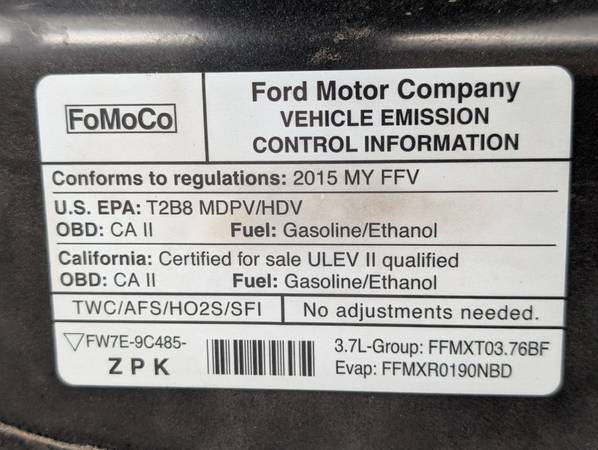 FoMoCo
Ford Motor Company
VEHICLE EMISSION
CONTROL INFORMATION
Conforms to regulations: 2015 MY FFV
U.S. EPA: T2B8 MDPV/HDV
OBD: CA II Fuel: Gasoline/Ethanol
California: Certified for sale ULEV II qualified
OBD: CA II Fuel: Gasoline/Ethanol
TWC/AFS/HO2S/SFI No adjustments needed.
▽FW7E-9C485-
Z P K
3.7L-Group: FFMXT03.76BF
Evap: FFMXR0190NBD